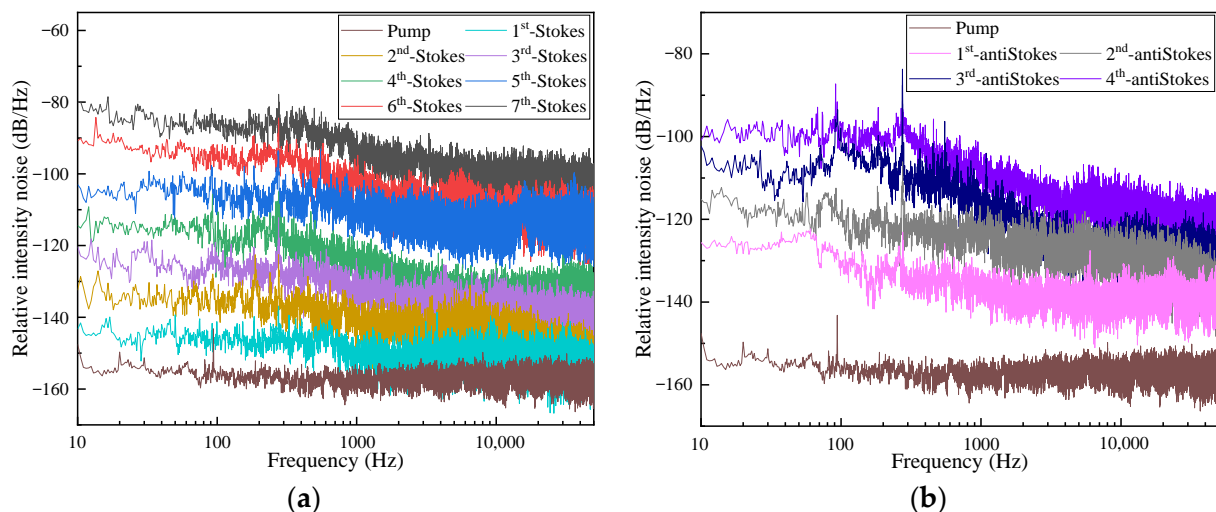 −60
−80
−100
−120
−140
−160
Relative intensity noise (dB/Hz)
Pump 1st-Stokes
2nd-Stokes 3rd-Stokes
4th-Stokes 5th-Stokes
6th-Stokes 7th-Stokes
10 100 1000 10,000
Frequency (Hz)
(a)
−80
−100
−120
−140
−160
Relative intensity noise (dB/Hz)
Pump
1st-antiStokes 2nd-antiStokes
3rd-antiStokes 4th-antiStokes
10 100 1000 10,000
Frequency (Hz)
(b)